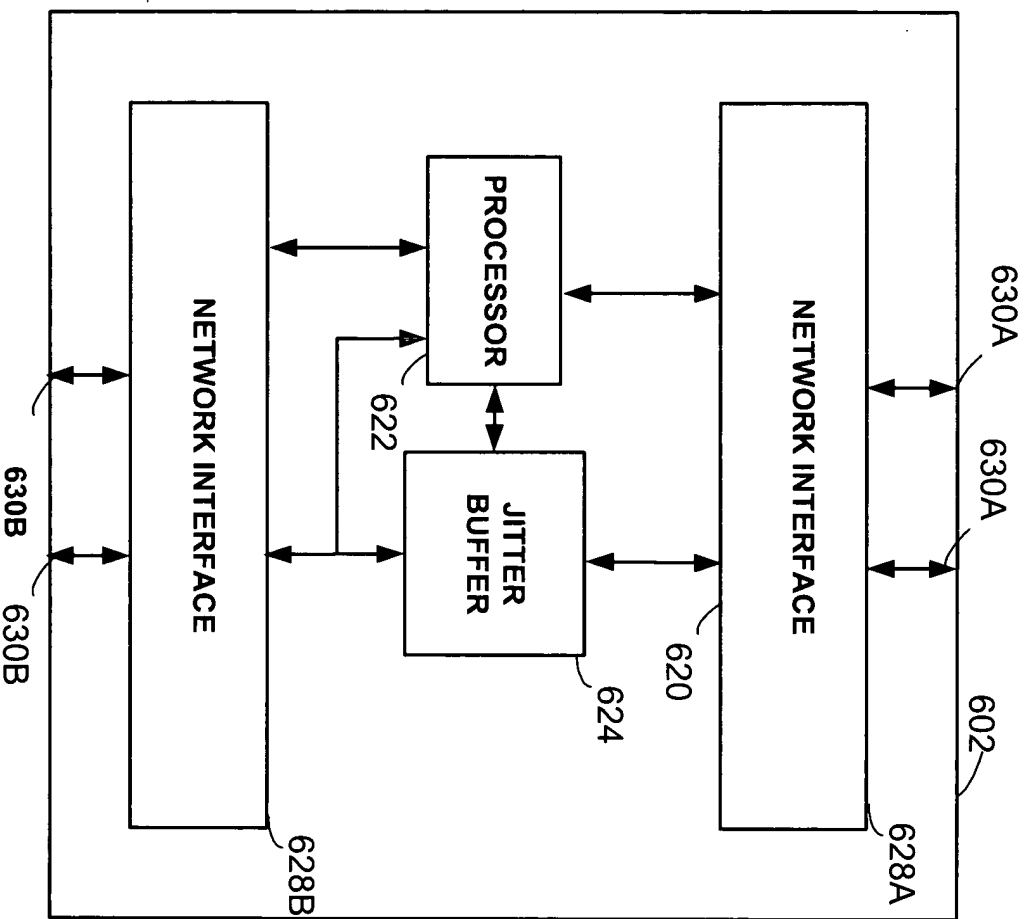 630A
630A
602
628A
NETWORK INTERFACE
620
624
PROCESSOR
JITTER
BUFFER
622
628B
NETWORK INTERFACE
630B
630B